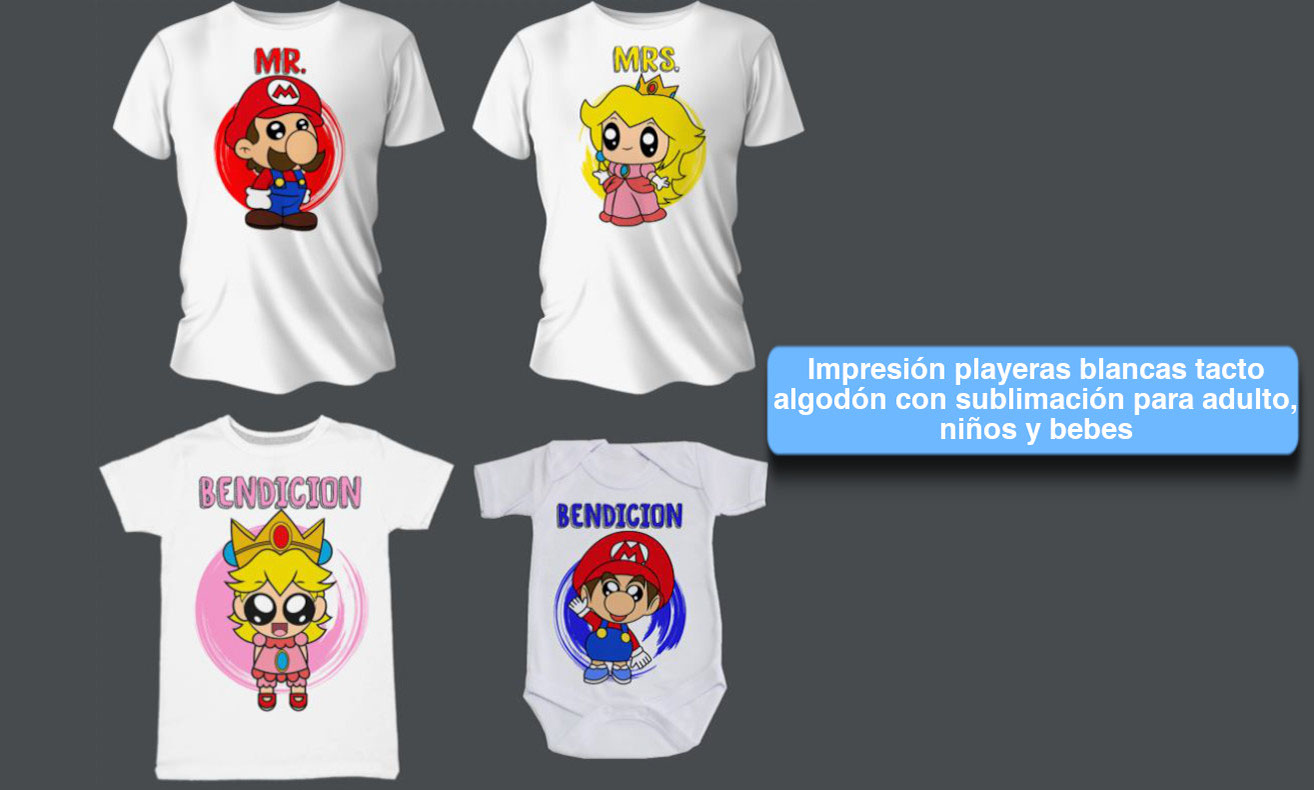 MR.
MRS.
M
Impresión playeras blancas tacto
algodón con sublimación para adulto,
niños y bebes
BENDICION
BENDICION
M